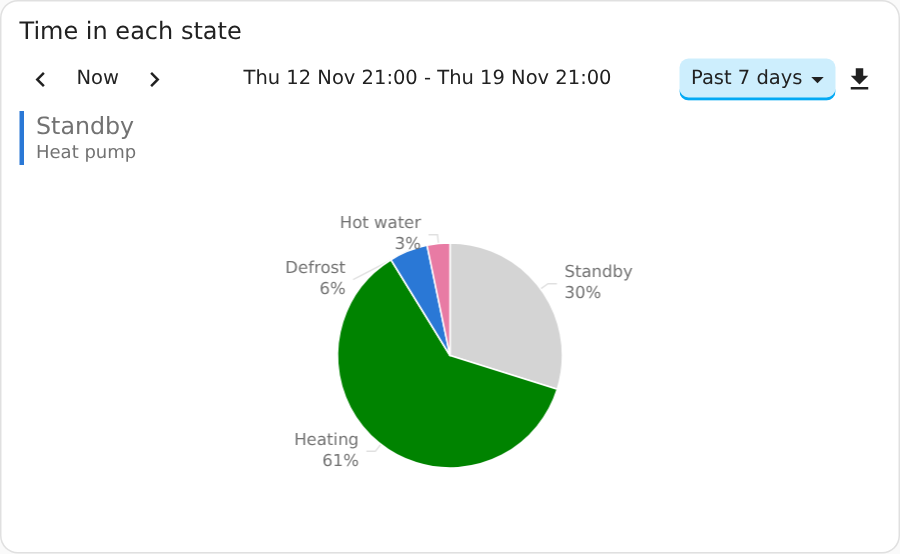 Time in each state
Now
Thu 12 Nov 21:00 - Thu 19 Nov 21:00
Past 7 days
Standby
Heat pump
Hot water
3%
Defrost
6%
Standby
30%
Heating
61%